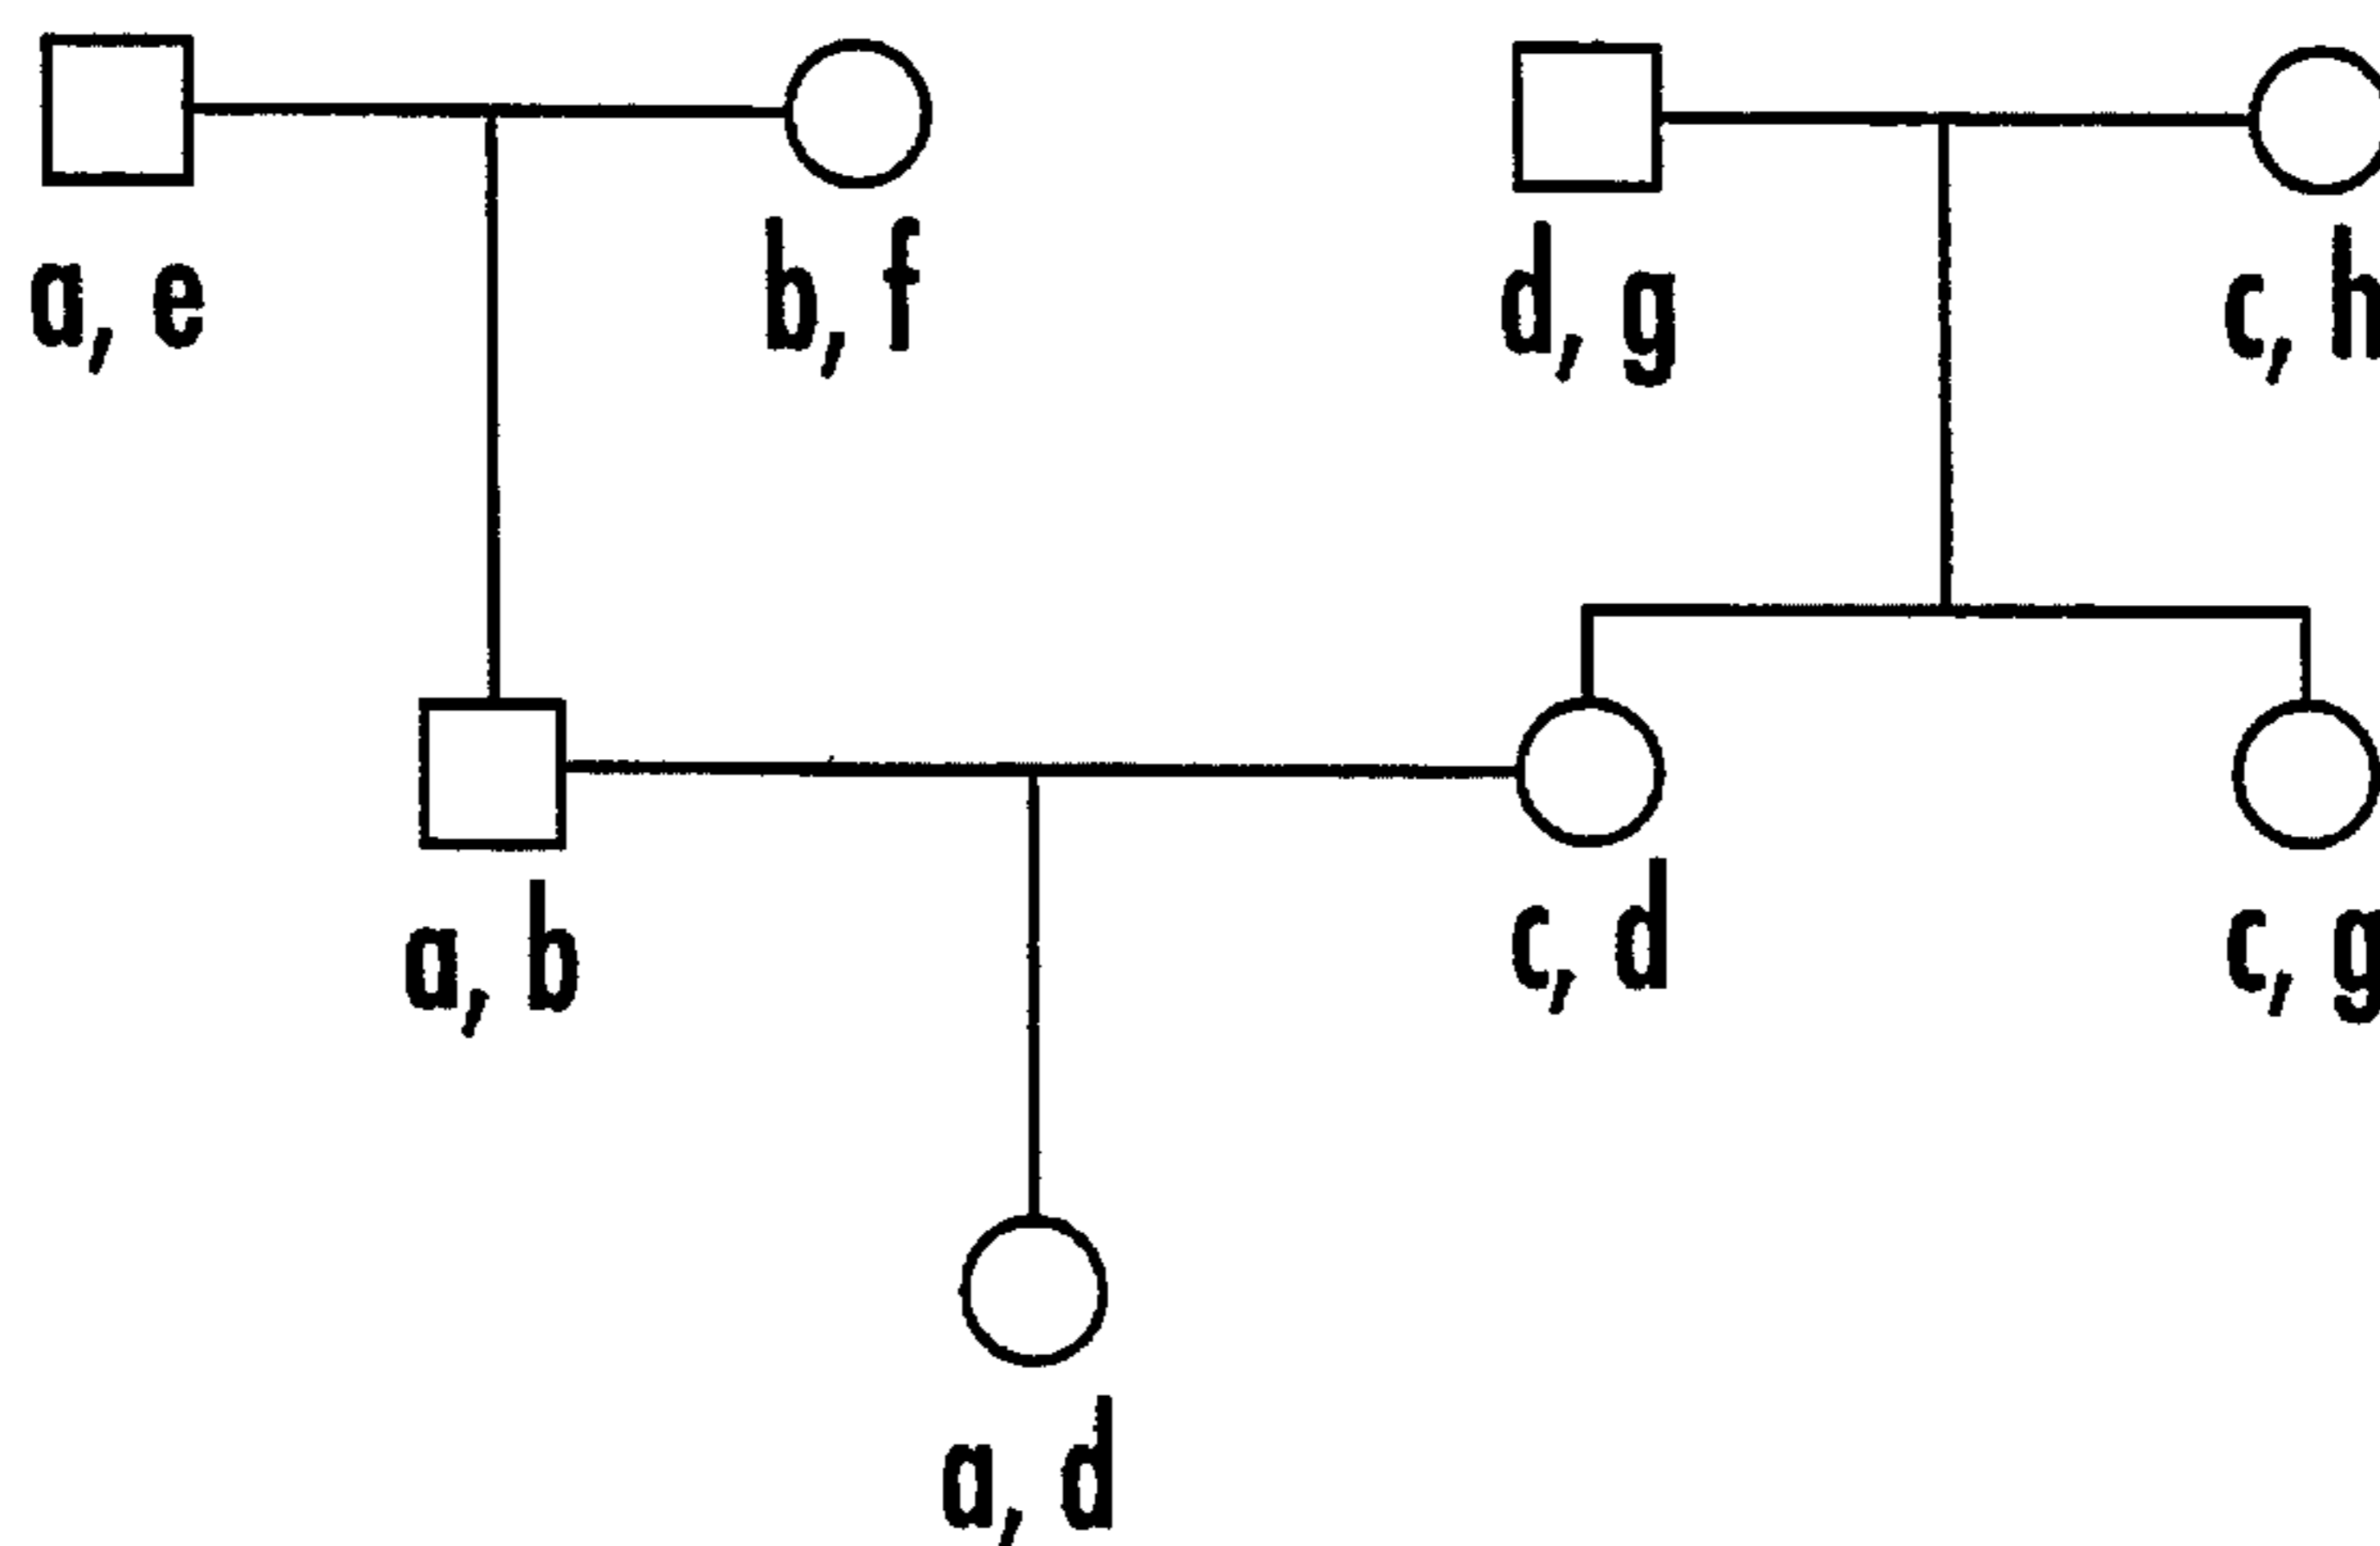 a, e b, f d, g c, h
a, b c, d c, g
a, d